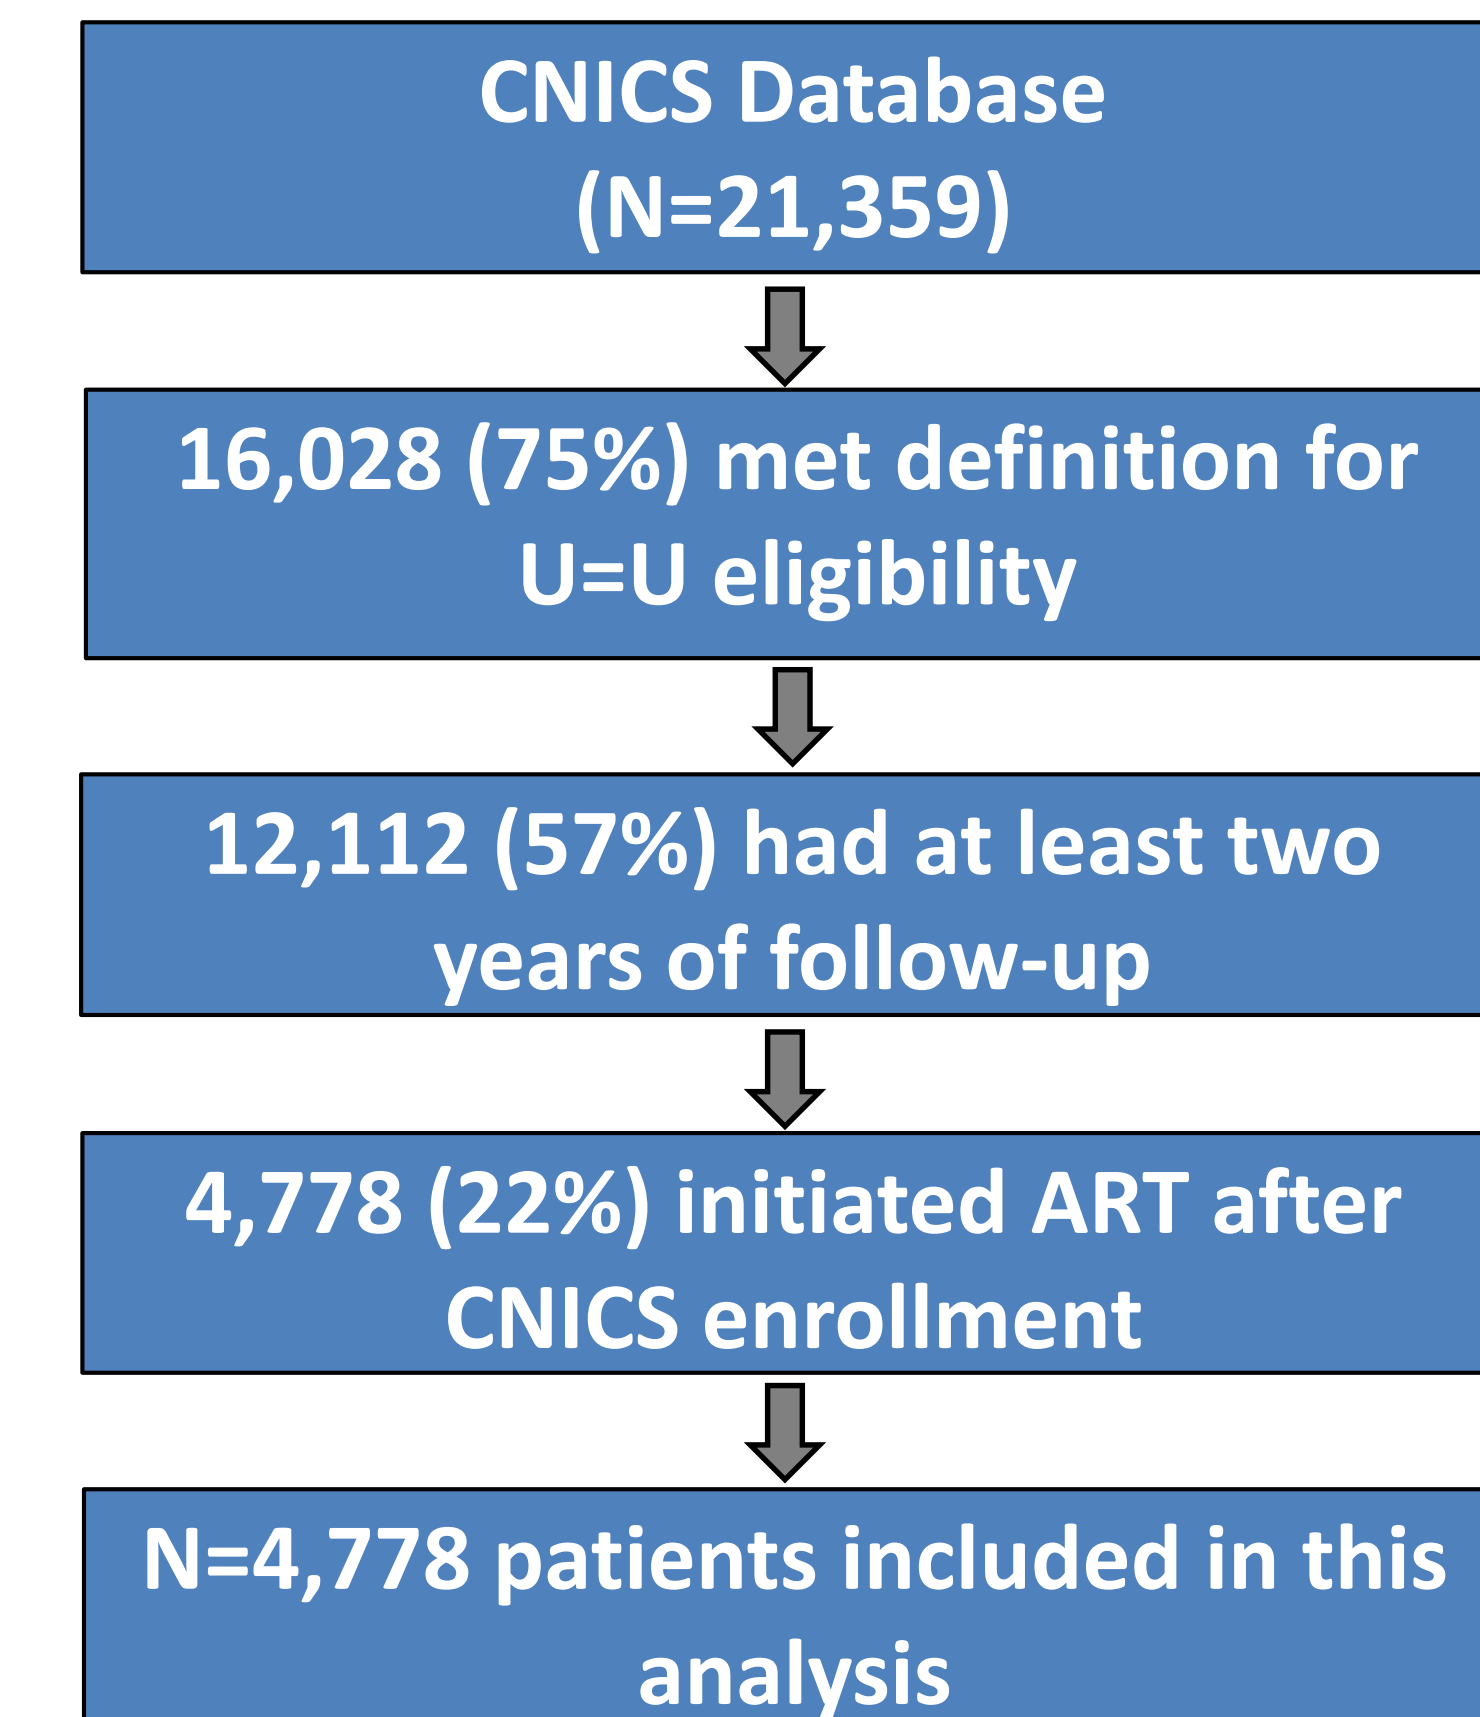 CNICS Database
(N=21,359)
16,028 (75%) met definition for
U=U eligibility
12,112 (57%) had at least two
years of follow-up
4,778 (22%) initiated ART after
CNICS enrollment
N=4,778 patients included in this
analysis